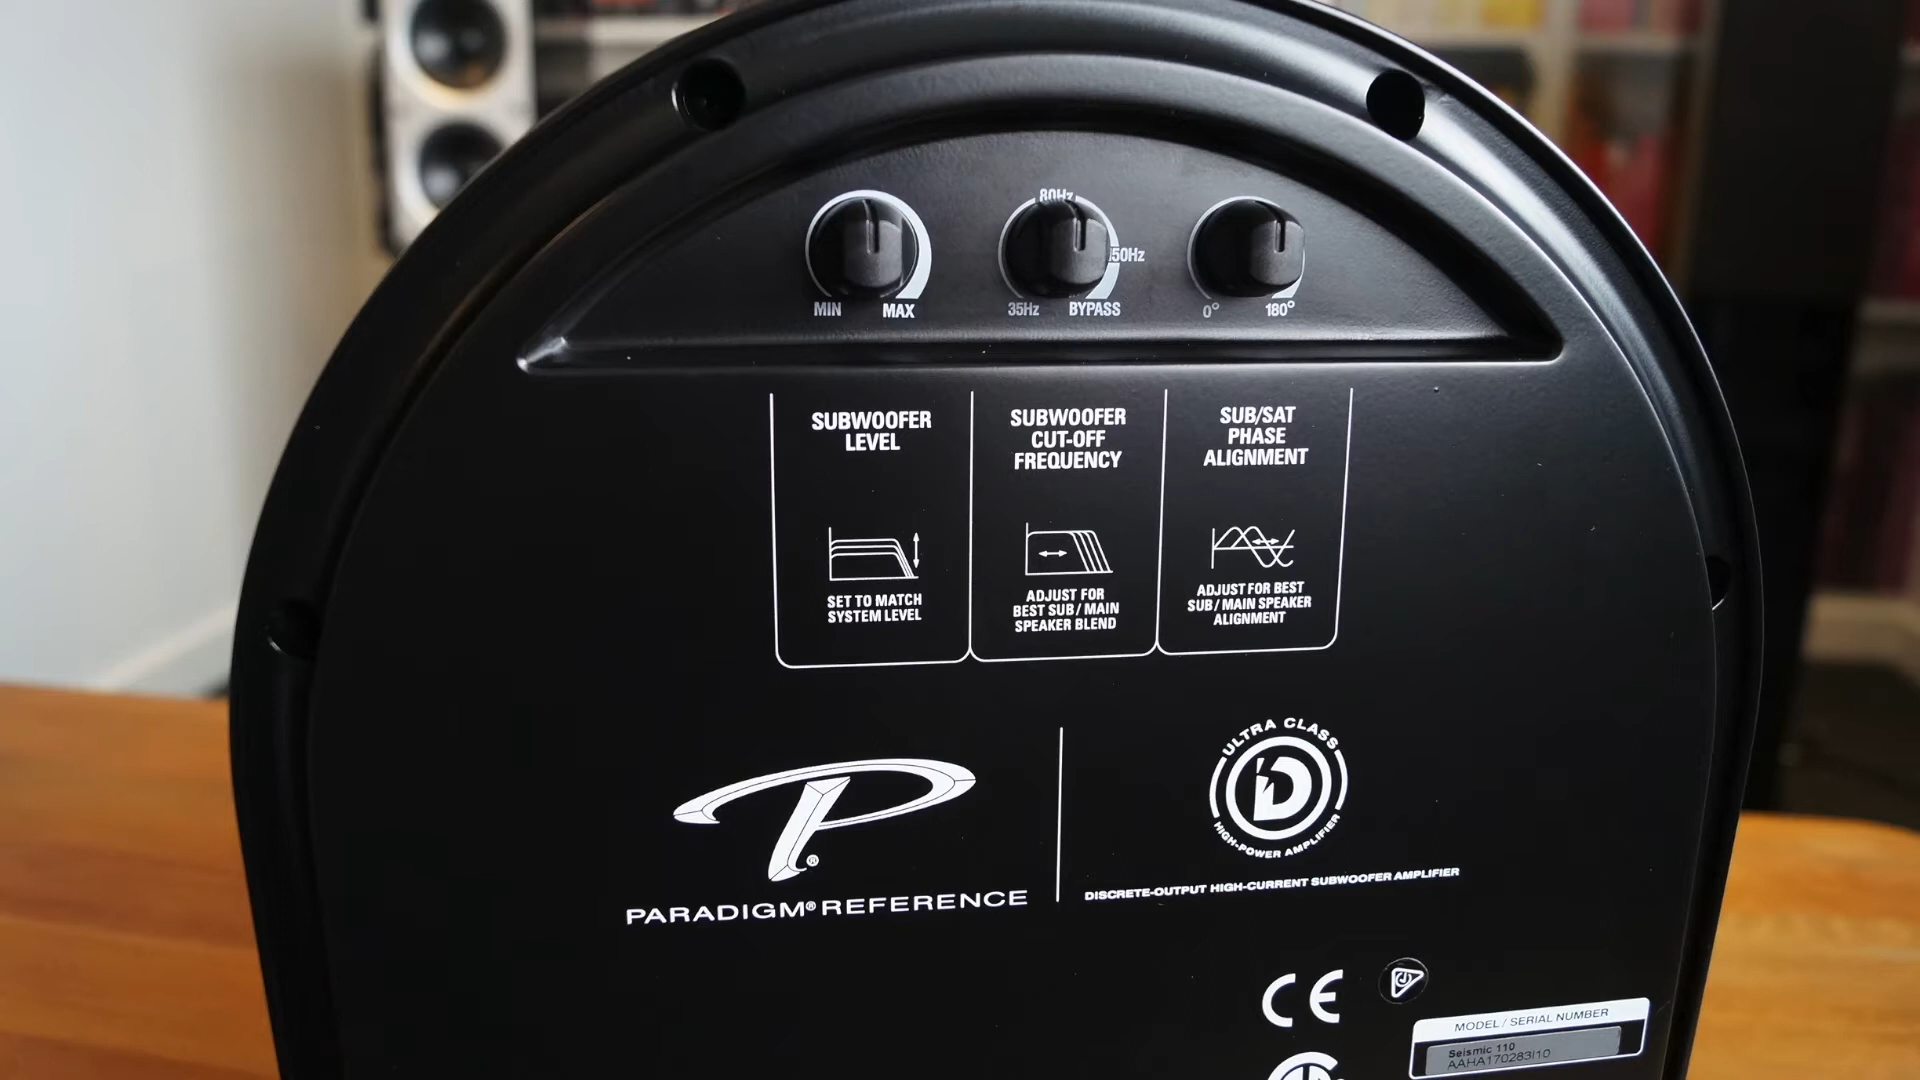 80Hz
150Hz
MIN MAX 35Hz BYPASS 0° 180°
SUBWOOFER
LEVEL
SUBWOOFER
CUT-OFF
FREQUENCY
SUB/SAT
PHASE
ALIGNMENT
SET TO MATCH
SYSTEM LEVEL
ADJUST FOR
BEST SUB / MAIN
SPEAKER BLEND
ADJUST FOR BEST
SUB / MAIN SPEAKER
ALIGNMENT
PARADIGM® REFERENCE
ULTRA CLASS
D
HIGH-POWER AMPLIFIER
DISCRETE-OUTPUT HIGH-CURRENT SUBWOOFER AMPLIFIER
CE
MODEL / SERIAL NUMBER
Seismic 110
AAHA170283I10